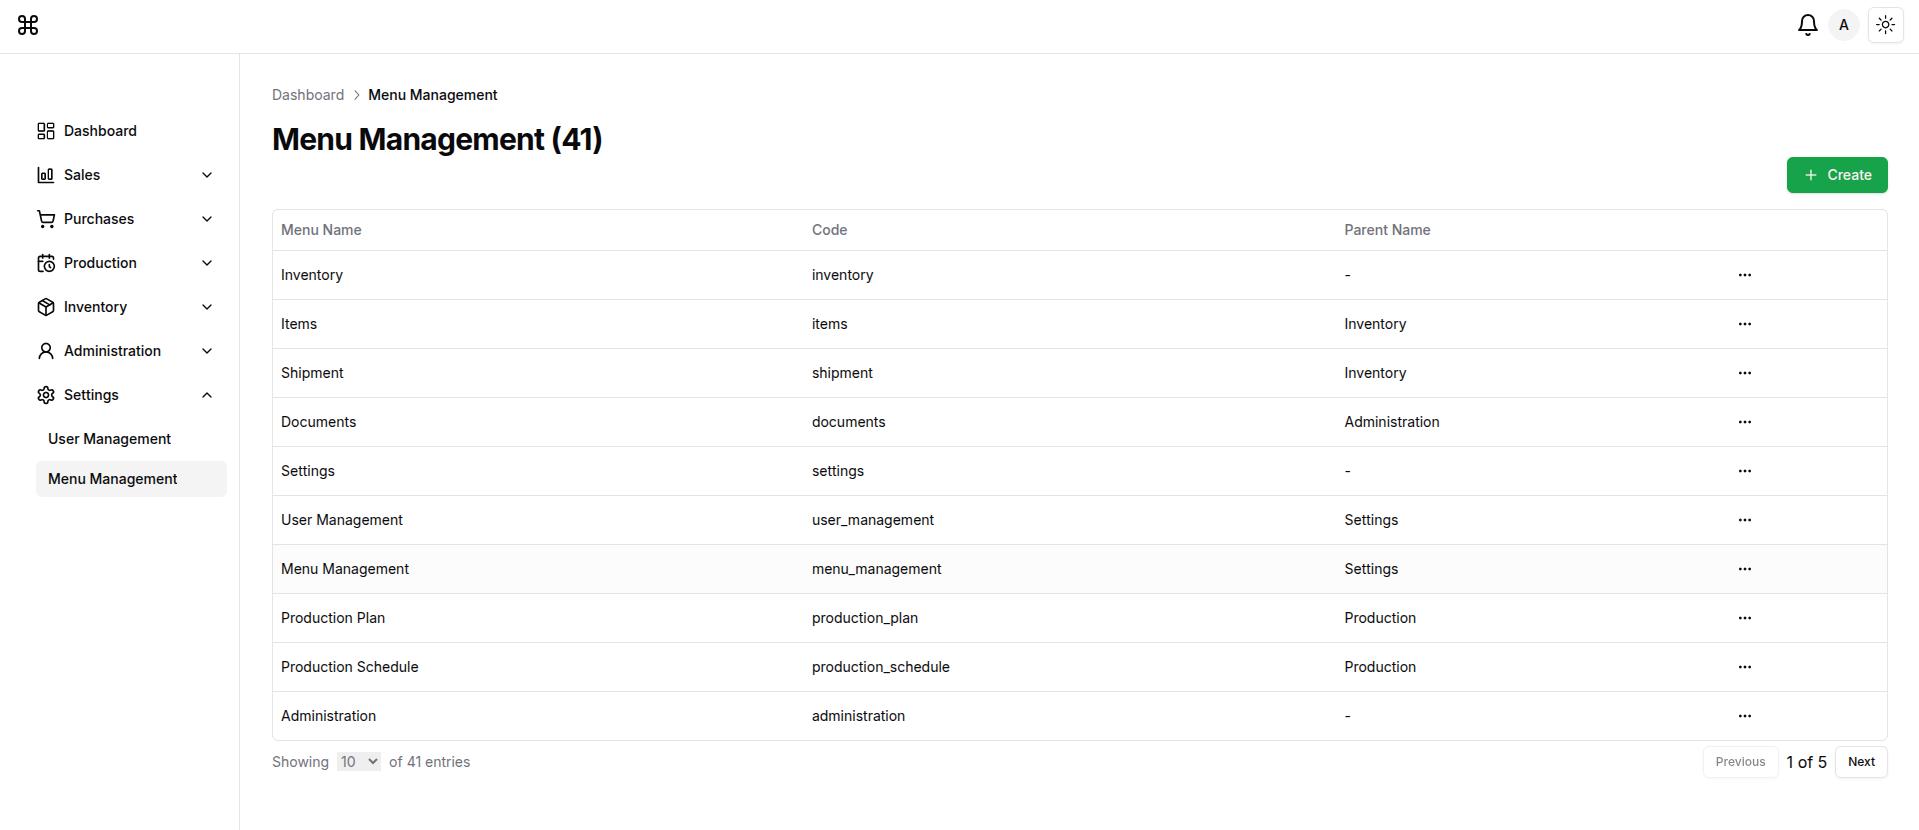 A
Dashboard
Sales
Purchases
Production
Inventory
Administration
Settings
User Management
Menu Management
Dashboard > Menu Management
Menu Management (41)
+ Create
Menu Name Code Parent Name
Inventory inventory - ...
Items items Inventory ...
Shipment shipment Inventory ...
Documents documents Administration ...
Settings settings - ...
User Management user_management Settings ...
Menu Management menu_management Settings ...
Production Plan production_plan Production ...
Production Schedule production_schedule Production ...
Administration administration - ...
Showing 10 of 41 entries Previous 1 of 5 Next